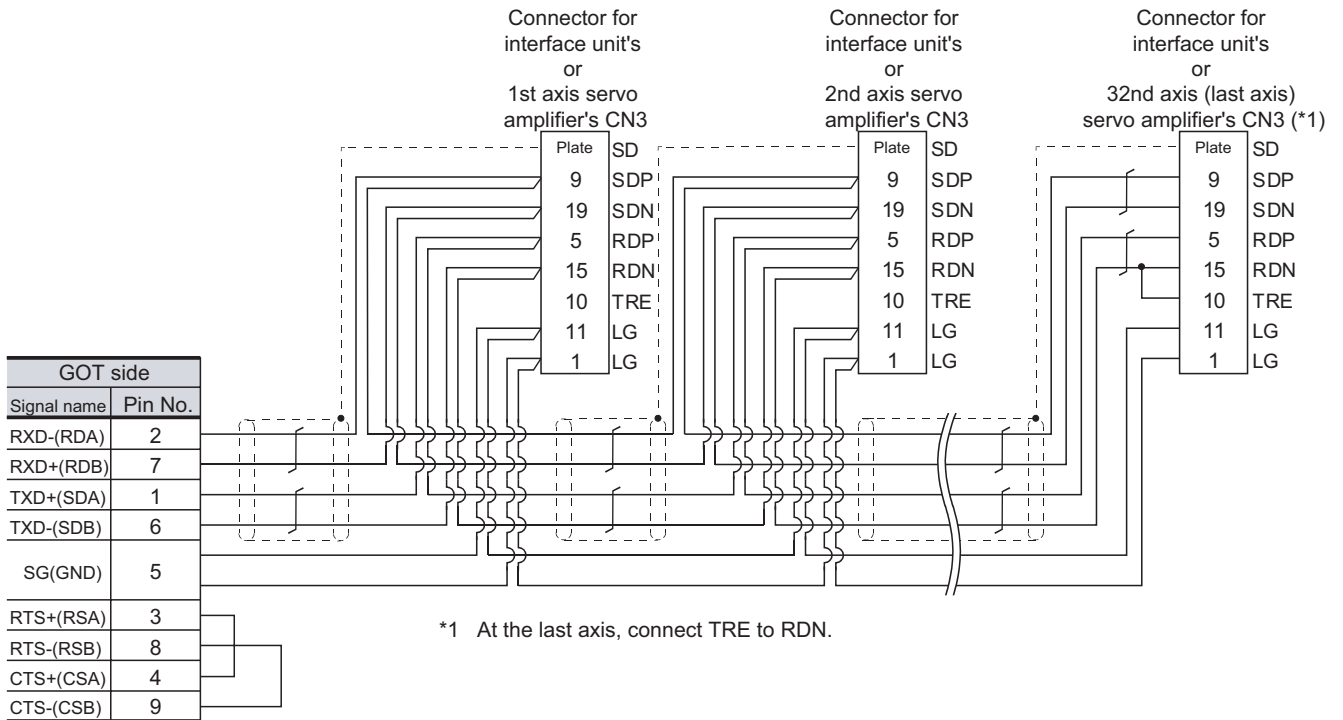 Connector for
interface unit's
or
1st axis servo
amplifier's CN3
Connector for
interface unit's
or
2nd axis servo
amplifier's CN3
Connector for
interface unit's
or
32nd axis (last axis)
servo amplifier's CN3 (*1)
Plate SD
9 SDP
19 SDN
5 RDP
15 RDN
10 TRE
11 LG
1 LG
Plate SD
9 SDP
19 SDN
5 RDP
15 RDN
10 TRE
11 LG
1 LG
Plate SD
9 SDP
19 SDN
5 RDP
15 RDN
10 TRE
11 LG
1 LG
GOT side
Signal name Pin No.
RXD-(RDA) 2
RXD+(RDB) 7
TXD+(SDA) 1
TXD-(SDB) 6
SG(GND) 5
RTS+(RSA) 3
RTS-(RSB) 8
CTS+(CSA) 4
CTS-(CSB) 9
*1 At the last axis, connect TRE to RDN.